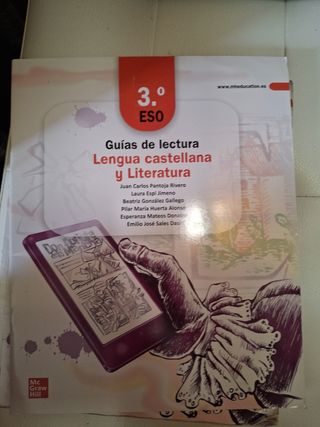 3.º
ESO
www.mheducation.es
Guías de lectura
Lengua castellana
y Literatura
Juan Carlos Pantoja Rivero
Laura Espí Jimeno
Beatriz González Gallego
Pilar María Huerta Alonso
Esperanza Mateos
Emilio José Sales
Mc
Graw
Hill